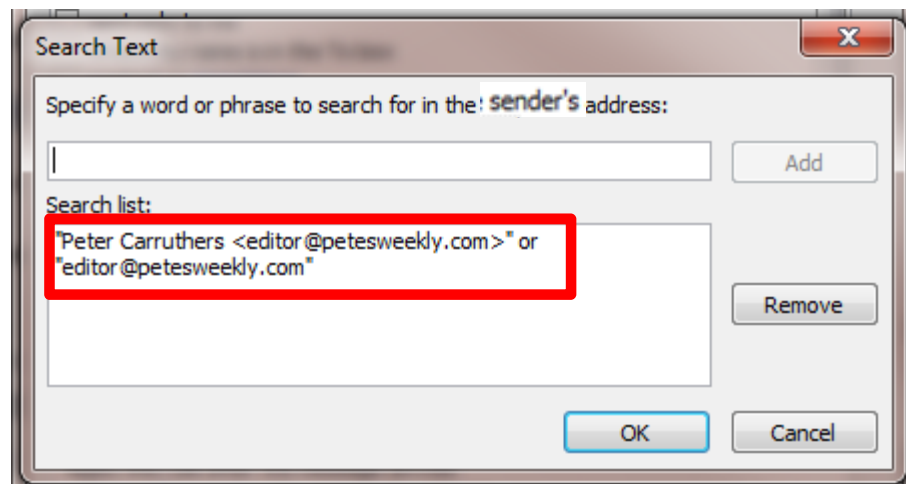 Search Text
Specify a word or phrase to search for in the sender's address:
Add
Search list:
"Peter Carruthers <editor@petesweekly.com>" or
"editor@petesweekly.com"
Remove
OK
Cancel